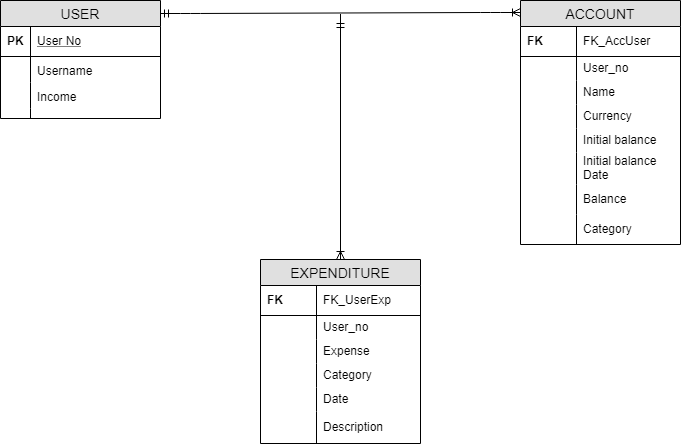 USER
PK User No
Username
Income
ACCOUNT
FK FK_AccUser
User_no
Name
Currency
Initial balance
Initial balance
Date
Balance
Category
EXPENDITURE
FK FK_UserExp
User_no
Expense
Category
Date
Description